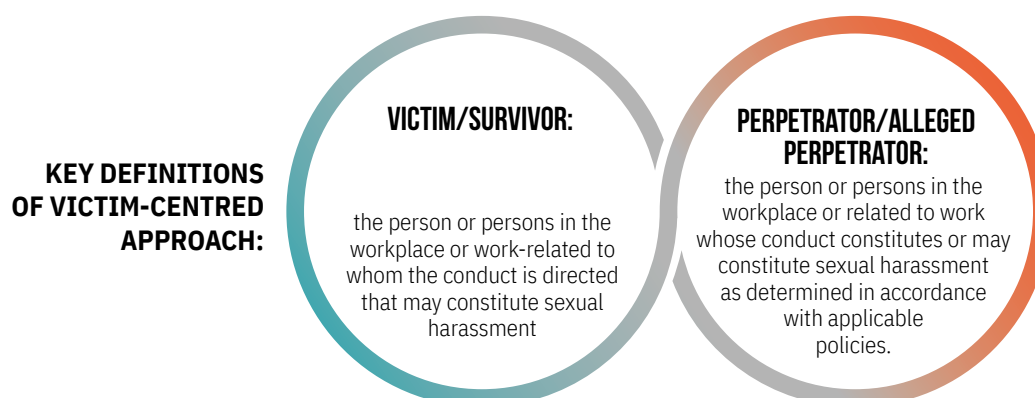 KEY DEFINITIONS
OF VICTIM-CENTRED
APPROACH:
VICTIM/SURVIVOR:
the person or persons in the
workplace or work-related to
whom the conduct is directed
that may constitute sexual
harassment
PERPETRATOR/ALLEGED
PERPETRATOR:
the person or persons in the
workplace or related to work
whose conduct constitutes or may
constitute sexual harassment
as determined in accordance
with applicable
policies.